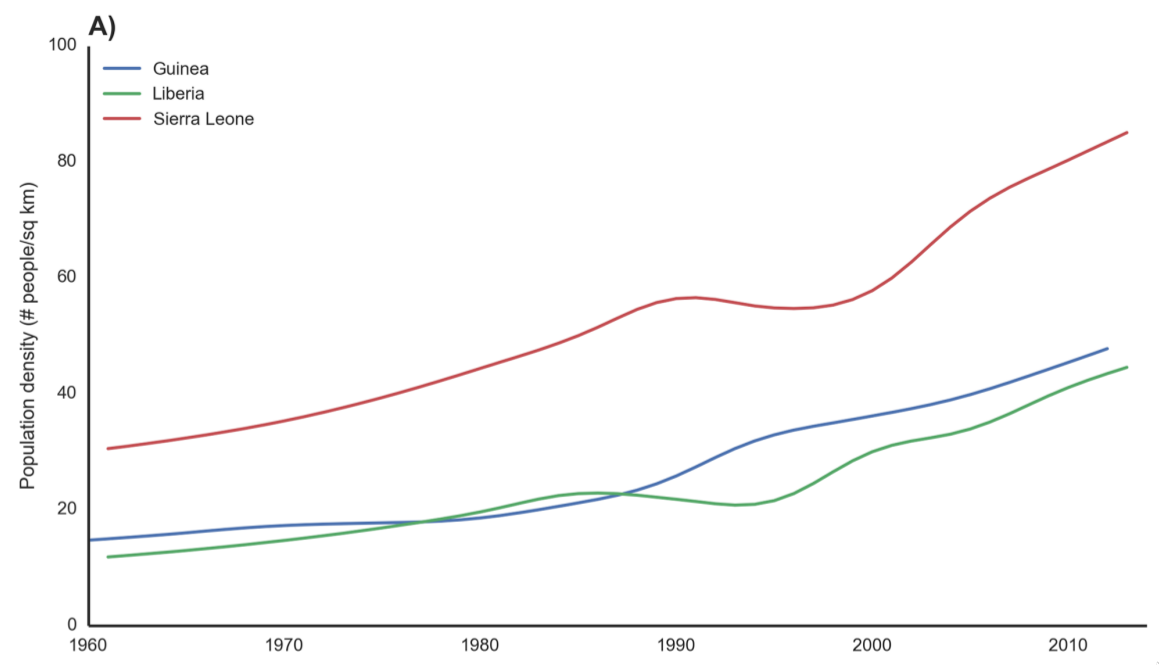 A)
100
80
60
40
20
0
Population density (# people/sq km)
Guinea
Liberia
Sierra Leone
1960 1970 1980 1990 2000 2010